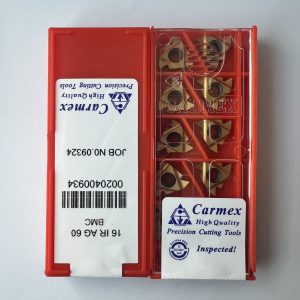 Carmex
High Quality
Precision Cutting Tools
JOB NO.09324
0020400934
BMC
16 IR AG 60
Carmex
High Quality
Precision Cutting Tools
Inspected!